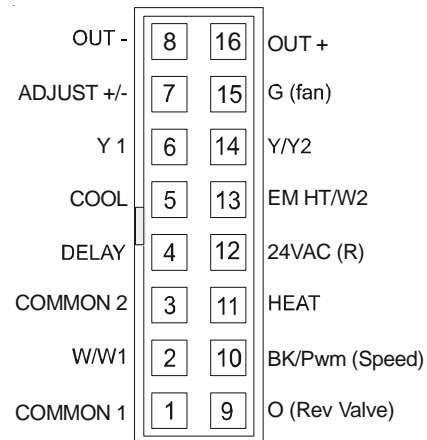 OUT - 8 16 OUT +
ADJUST +/- 7 15 G (fan)
Y 1 6 14 Y/Y2
COOL 5 13 EM HT/W2
DELAY 4 12 24VAC (R)
COMMON 2 3 11 HEAT
W/W1 2 10 BK/Pwm (Speed)
COMMON 1 1 9 O (Rev Valve)